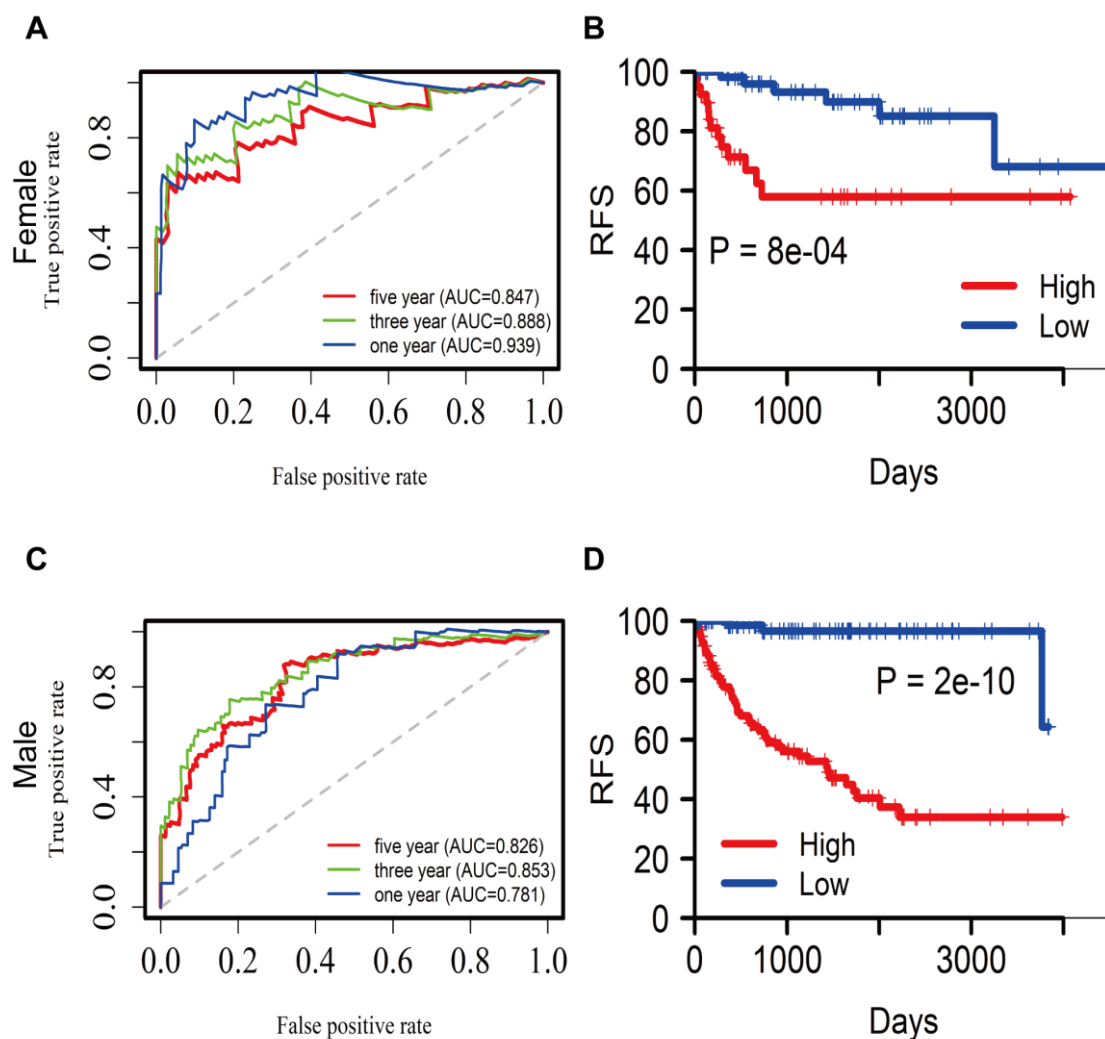 A
Female
True positive rate
0.0 0.4 0.8
five year (AUC=0.847)
three year (AUC=0.888)
one year (AUC=0.939)
0.0 0.2 0.4 0.6 0.8 1.0
False positive rate
B
RFS
100
80
60
40
20
0
P = 8e-04
High
Low
1000 3000
Days
C
Male
True positive rate
0.0 0.4 0.8
five year (AUC=0.826)
three year (AUC=0.853)
one year (AUC=0.781)
0.0 0.2 0.4 0.6 0.8 1.0
False positive rate
D
RFS
100
80
60
40
20
0
P = 2e-10
High
Low
0 1000 3000
Days